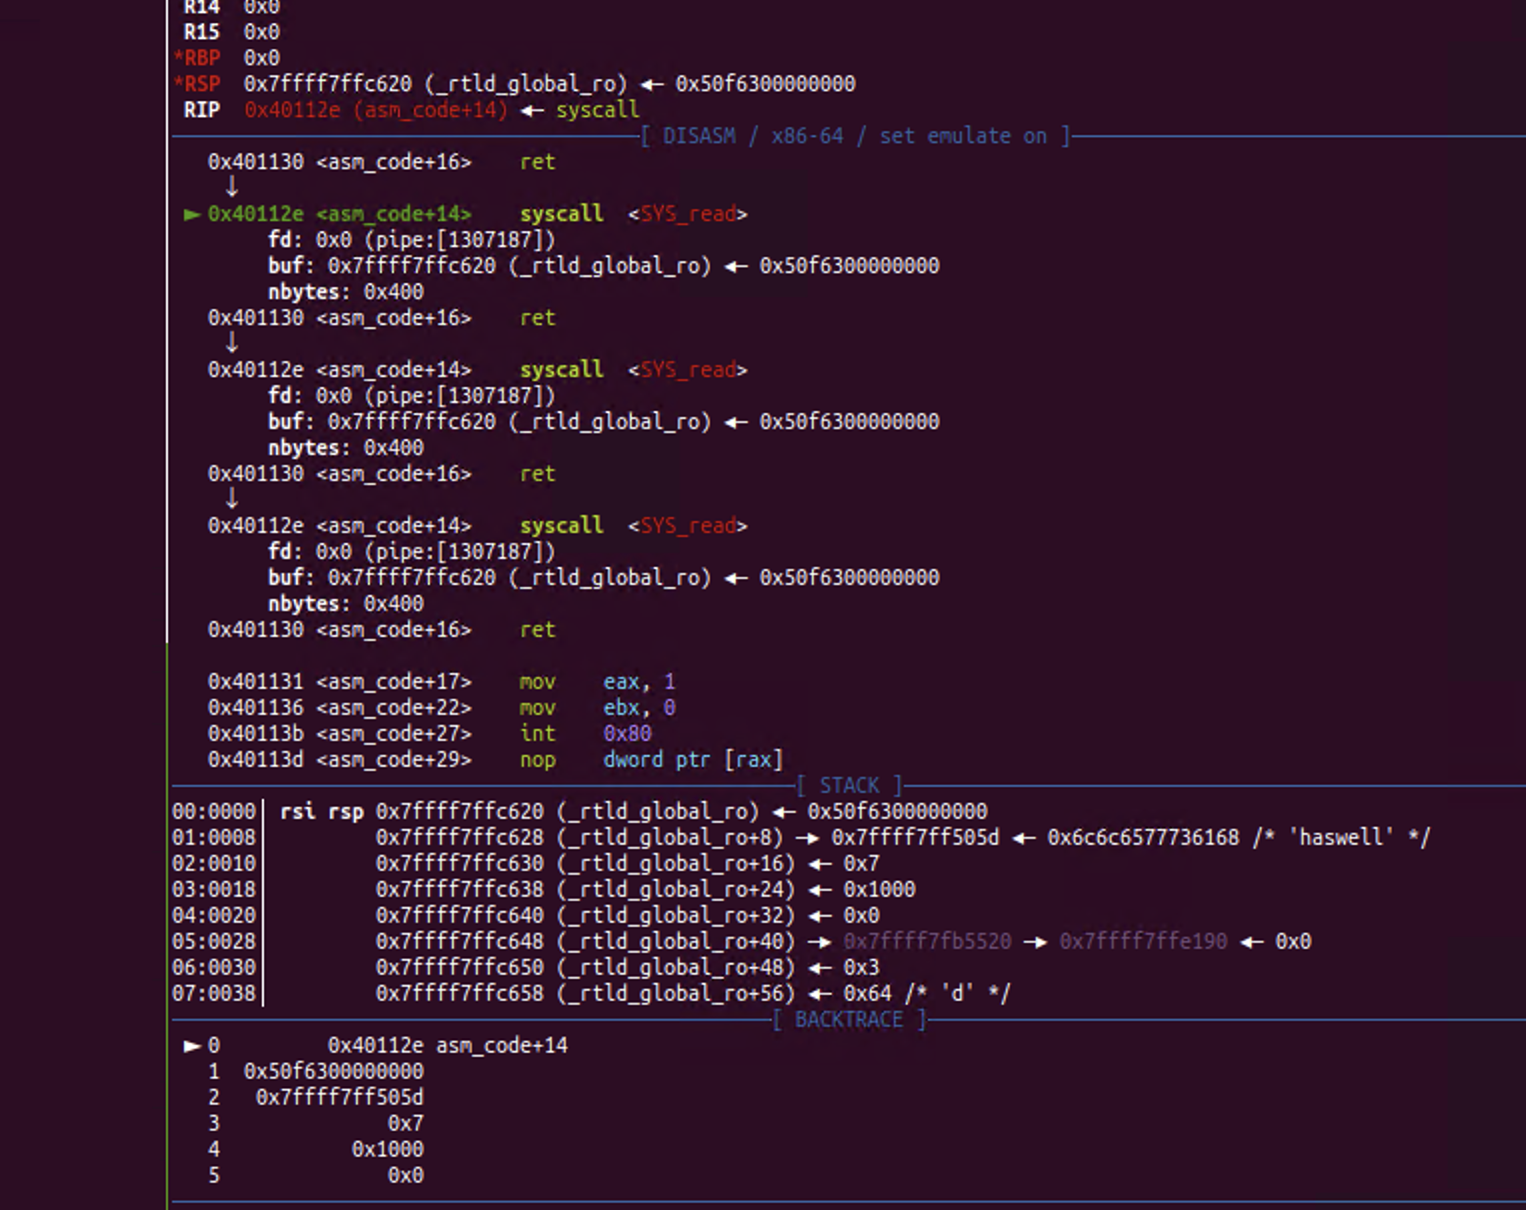 R14 0x0
R15 0x0
*RBP 0x0
*RSP 0x7ffff7ffc620 (_rtld_global_ro) ◂— 0x50f6300000000
RIP 0x40112e (asm_code+14) ◂— syscall
[ DISASM / x86-64 / set emulate on ]
0x401130 <asm_code+16> ret
↓
► 0x40112e <asm_code+14> syscall <SYS_read>
fd: 0x0 (pipe:[1307187])
buf: 0x7ffff7ffc620 (_rtld_global_ro) ◂— 0x50f6300000000
nbytes: 0x400
0x401130 <asm_code+16> ret
↓
0x40112e <asm_code+14> syscall <SYS_read>
fd: 0x0 (pipe:[1307187])
buf: 0x7ffff7ffc620 (_rtld_global_ro) ◂— 0x50f6300000000
nbytes: 0x400
0x401130 <asm_code+16> ret
↓
0x40112e <asm_code+14> syscall <SYS_read>
fd: 0x0 (pipe:[1307187])
buf: 0x7ffff7ffc620 (_rtld_global_ro) ◂— 0x50f6300000000
nbytes: 0x400
0x401130 <asm_code+16> ret
0x401131 <asm_code+17> mov eax, 1
0x401136 <asm_code+22> mov ebx, 0
0x40113b <asm_code+27> int 0x80
0x40113d <asm_code+29> nop dword ptr [rax]
[ STACK ]
00:0000│ rsi rsp 0x7ffff7ffc620 (_rtld_global_ro) ◂— 0x50f6300000000
01:0008│ 0x7ffff7ffc628 (_rtld_global_ro+8) —▸ 0x7ffff7ff505d ◂— 0x6c6c6577736168 /* 'haswell' */
02:0010│ 0x7ffff7ffc630 (_rtld_global_ro+16) ◂— 0x7
03:0018│ 0x7ffff7ffc638 (_rtld_global_ro+24) ◂— 0x1000
04:0020│ 0x7ffff7ffc640 (_rtld_global_ro+32) ◂— 0x0
05:0028│ 0x7ffff7ffc648 (_rtld_global_ro+40) —▸ 0x7ffff7fb5520 —▸ 0x7ffff7ffe190 ◂— 0x0
06:0030│ 0x7ffff7ffc650 (_rtld_global_ro+48) ◂— 0x3
07:0038│ 0x7ffff7ffc658 (_rtld_global_ro+56) ◂— 0x64 /* 'd' */
[ BACKTRACE ]
► 0 0x40112e asm_code+14
1 0x50f6300000000
2 0x7ffff7ff505d
3 0x7
4 0x1000
5 0x0